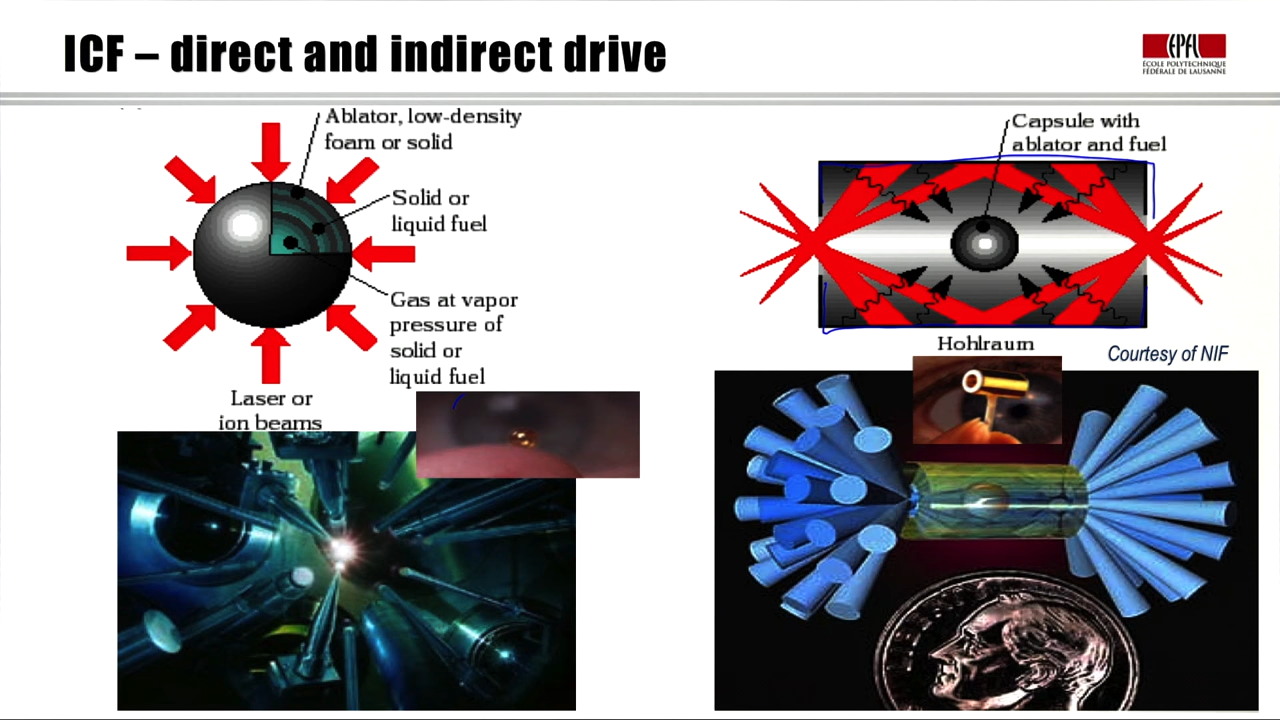 ICF – direct and indirect drive
EPFL
ÉCOLE POLYTECHNIQUE
FÉDÉRALE DE LAUSANNE
Ablator, low-density
foam or solid
Solid or
liquid fuel
Gas at vapor
pressure of
solid or
liquid fuel
Laser or
ion beams
Capsule with
ablator and fuel
Hohlraum
Courtesy of NIF